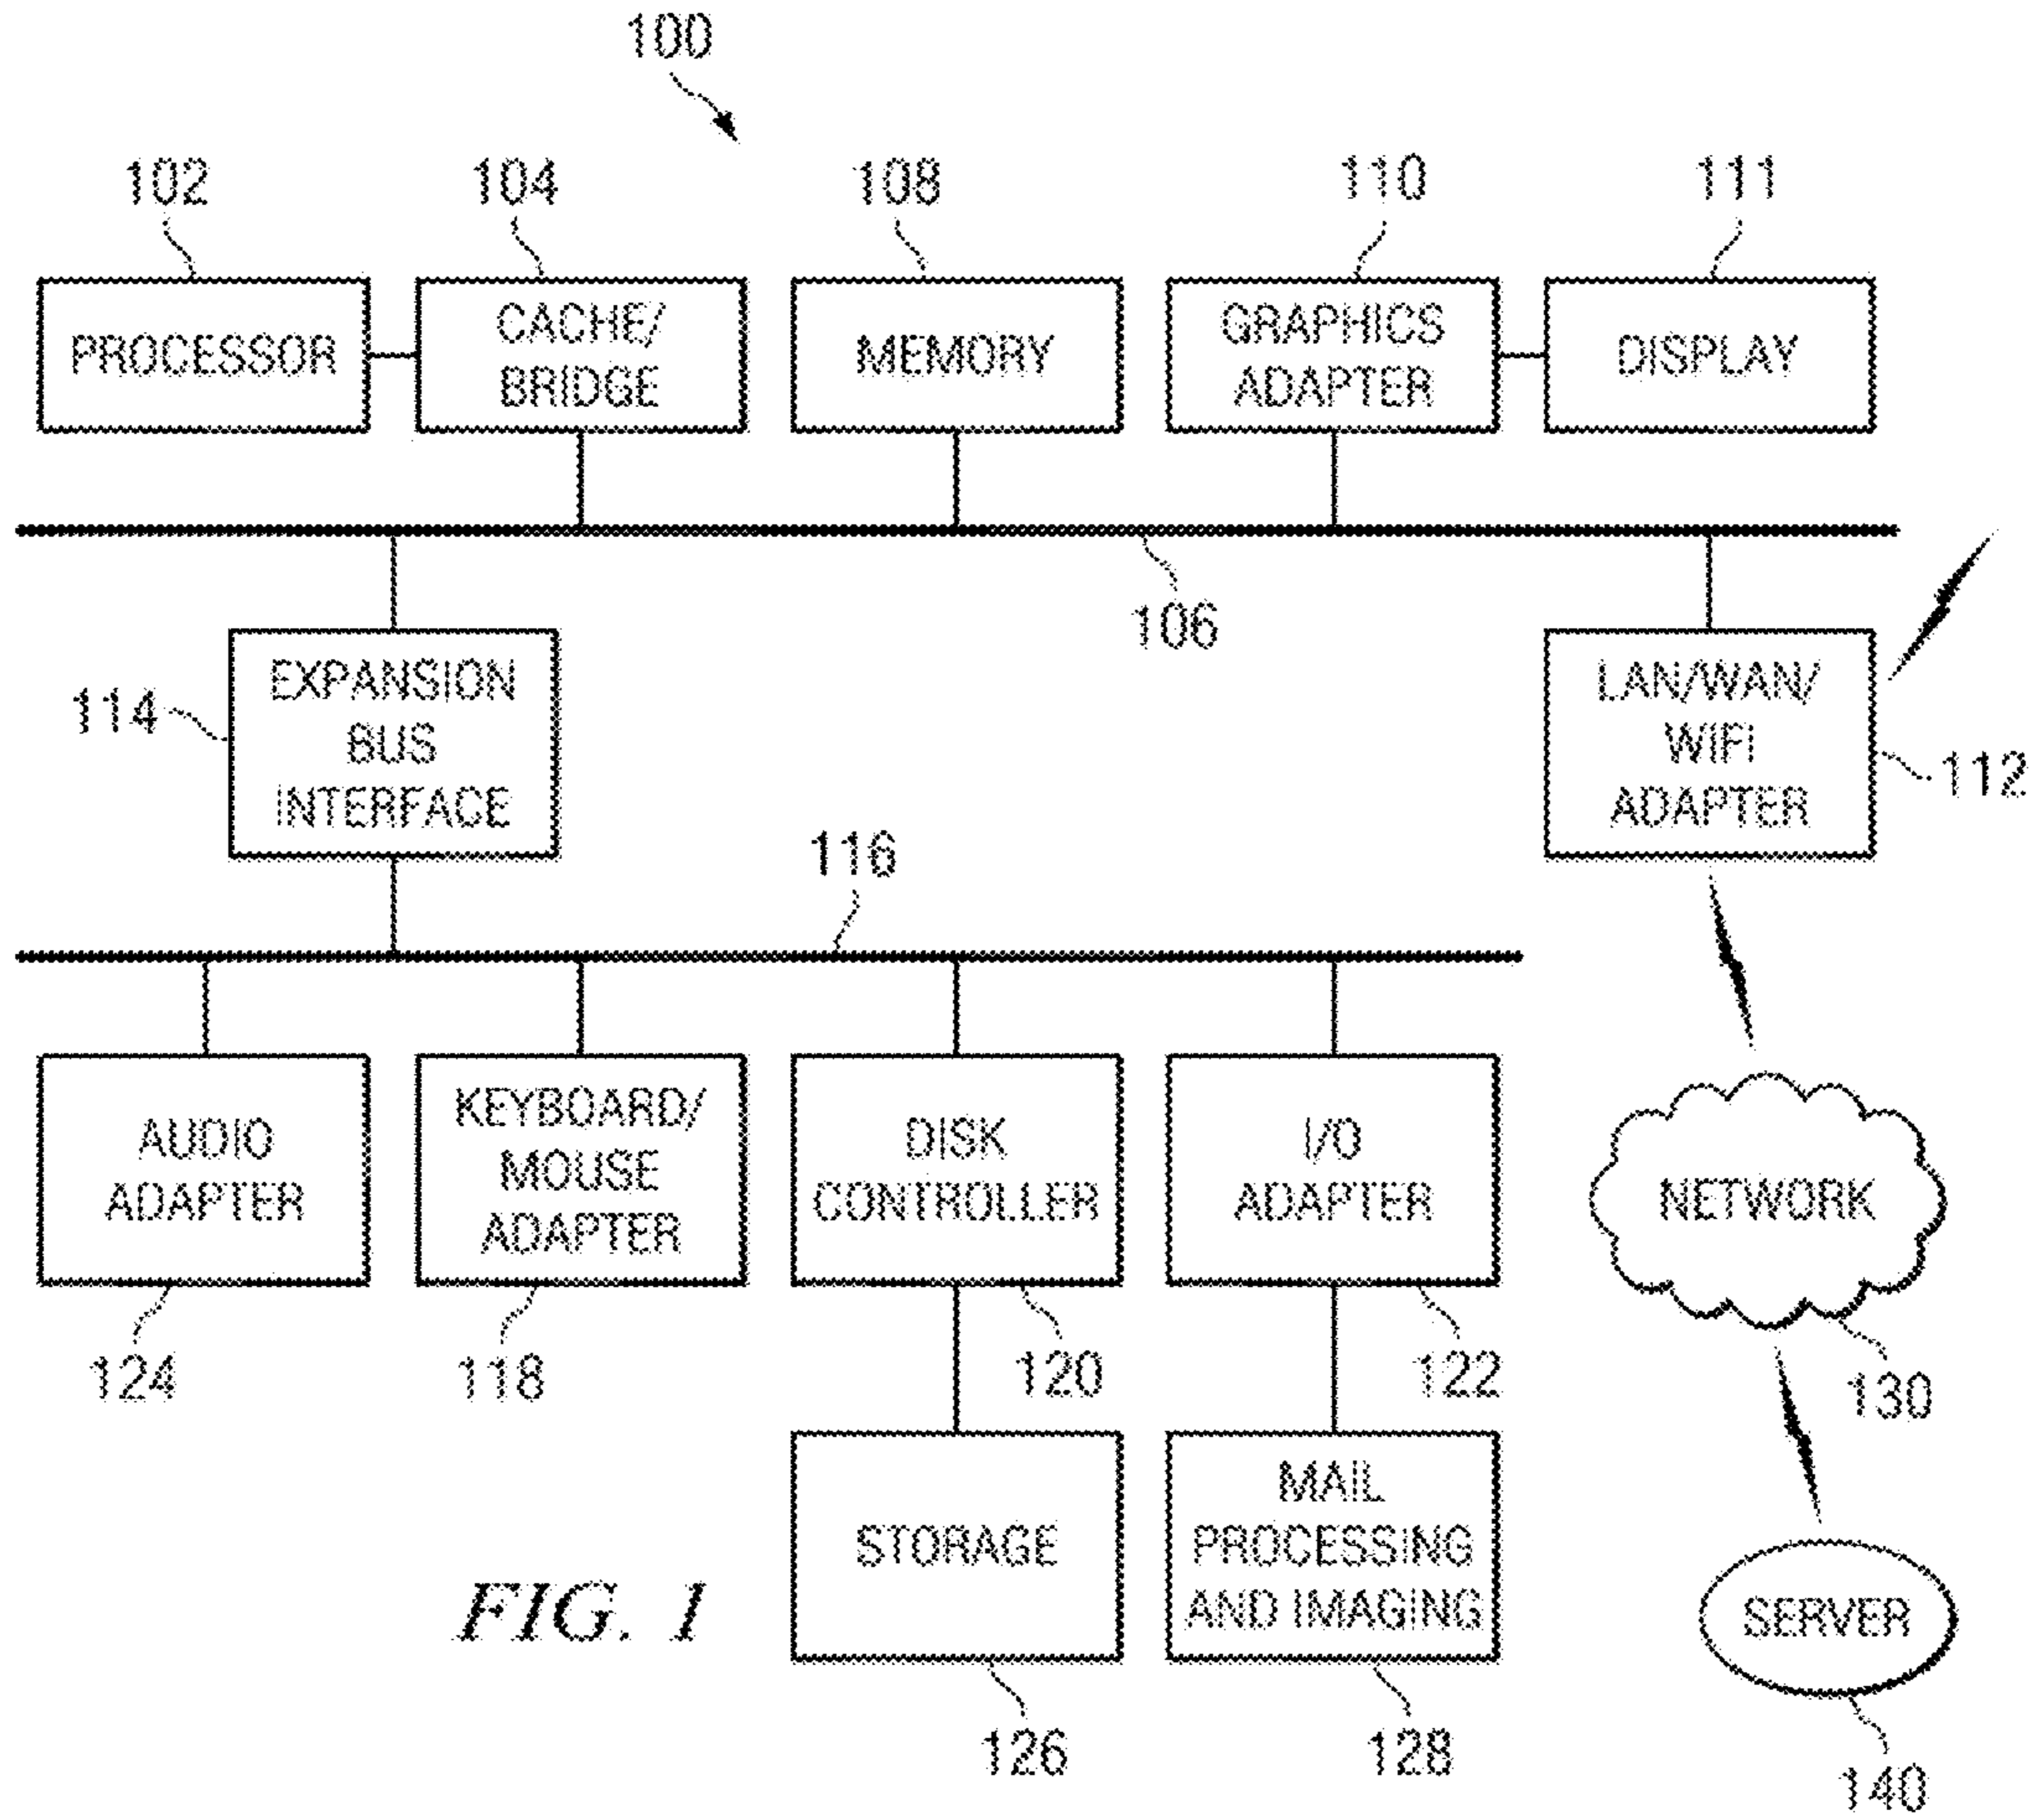 100
102
104
108
110
111
PROCESSOR
CACHE/
BRIDGE
MEMORY
GRAPHICS
ADAPTER
DISPLAY
106
114
EXPANSION
BUS
INTERFACE
LAN/WAN/
WIFI
ADAPTER
112
116
AUDIO
ADAPTER
KEYBOARD/
MOUSE
ADAPTER
DISK
CONTROLLER
I/O
ADAPTER
NETWORK
124
118
120
122
130
STORAGE
MAIL
PROCESSING
AND IMAGING
SERVER
FIG. 1
126
128
140